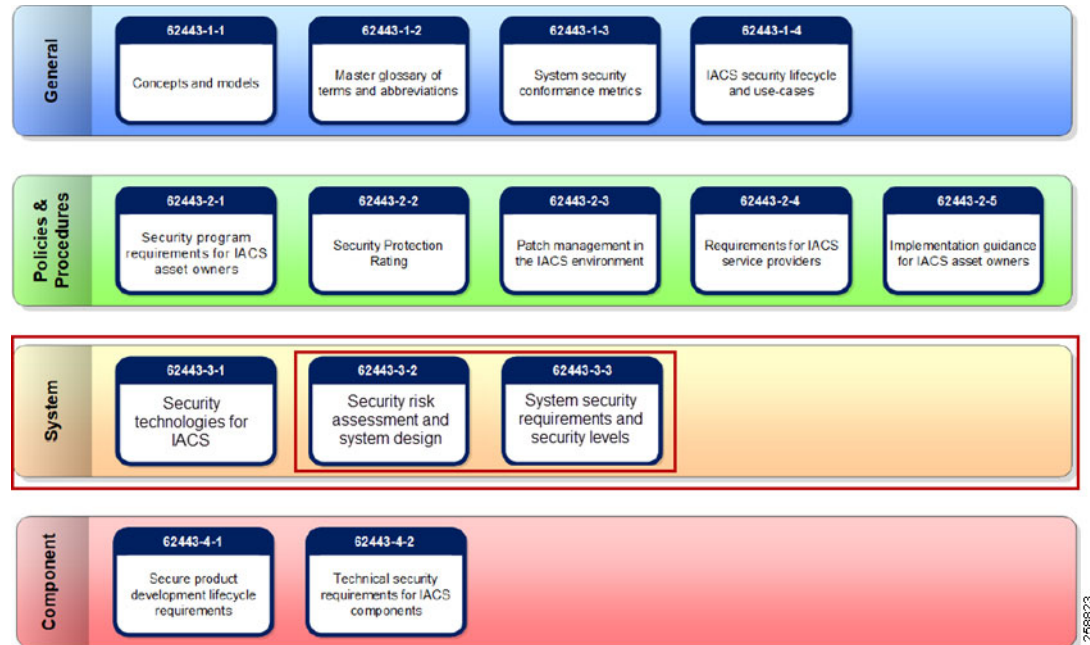 General
62443-1-1
Concepts and models
62443-1-2
Master glossary of
terms and abbreviations
62443-1-3
System security
conformance metrics
62443-1-4
IACS security lifecycle
and use-cases
Policies &
Procedures
62443-2-1
Security program
requirements for IACS
asset owners
62443-2-2
Security Protection
Rating
62443-2-3
Patch management in
the IACS environment
62443-2-4
Requirements for IACS
service providers
62443-2-5
Implementation guidance
for IACS asset owners
System
62443-3-1
Security
technologies for
IACS
62443-3-2
Security risk
assessment and
system design
62443-3-3
System security
requirements and
security levels
Component
62443-4-1
Secure product
development lifecycle
requirements
62443-4-2
Technical security
requirements for IACS
components
258823